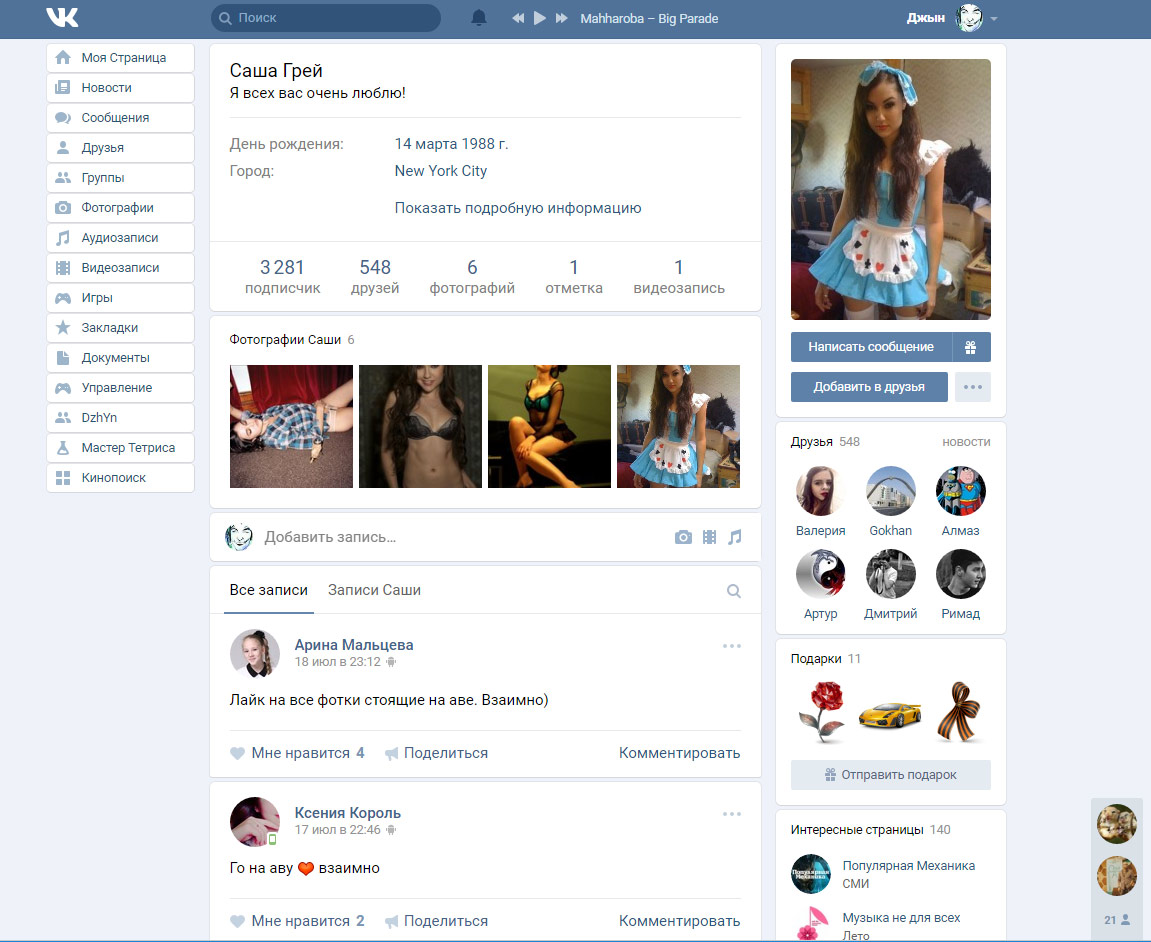 Поиск
Mahharoba – Big Parade
Джын
Моя Страница
Новости
Сообщения
Друзья
Группы
Фотографии
Аудиозаписи
Видеозаписи
Игры
Закладки
Документы
Управление
DzhYn
Мастер Тетриса
Кинопоиск
Саша Грей
Я всех вас очень люблю!
День рождения: 14 марта 1988 г.
Город: New York City
Показать подробную информацию
3 281 548 6 1 1
подписчик друзей фотографий отметка видеозапись
Фотографии Саши 6
Добавить запись...
Все записи Записи Саши
Арина Мальцева
18 июл в 23:12
Лайк на все фотки стоящие на аве. Взаимно)
Мне нравится 4 Поделиться Комментировать
Ксения Король
17 июл в 22:46
Го на аву ❤ взаимно
Мне нравится 2 Поделиться Комментировать
Написать сообщение
Добавить в друзья
Друзья 548 новости
Валерия Gokhan Алмаз
Артур Дмитрий Римад
Подарки 11
Отправить подарок
Интересные страницы 140
Популярная Механика
СМИ
Музыка не для всех
Лето
21